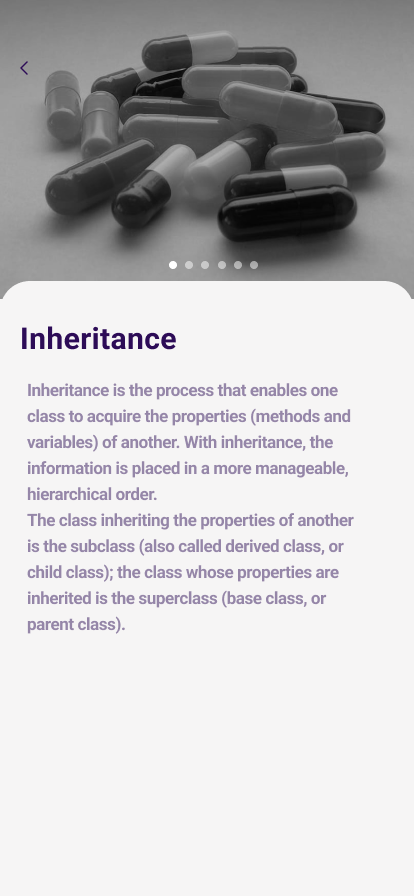 Inheritance
Inheritance is the process that enables one
class to acquire the properties (methods and
variables) of another. With inheritance, the
information is placed in a more manageable,
hierarchical order.
The class inheriting the properties of another
is the subclass (also called derived class, or
child class); the class whose properties are
inherited is the superclass (base class, or
parent class).